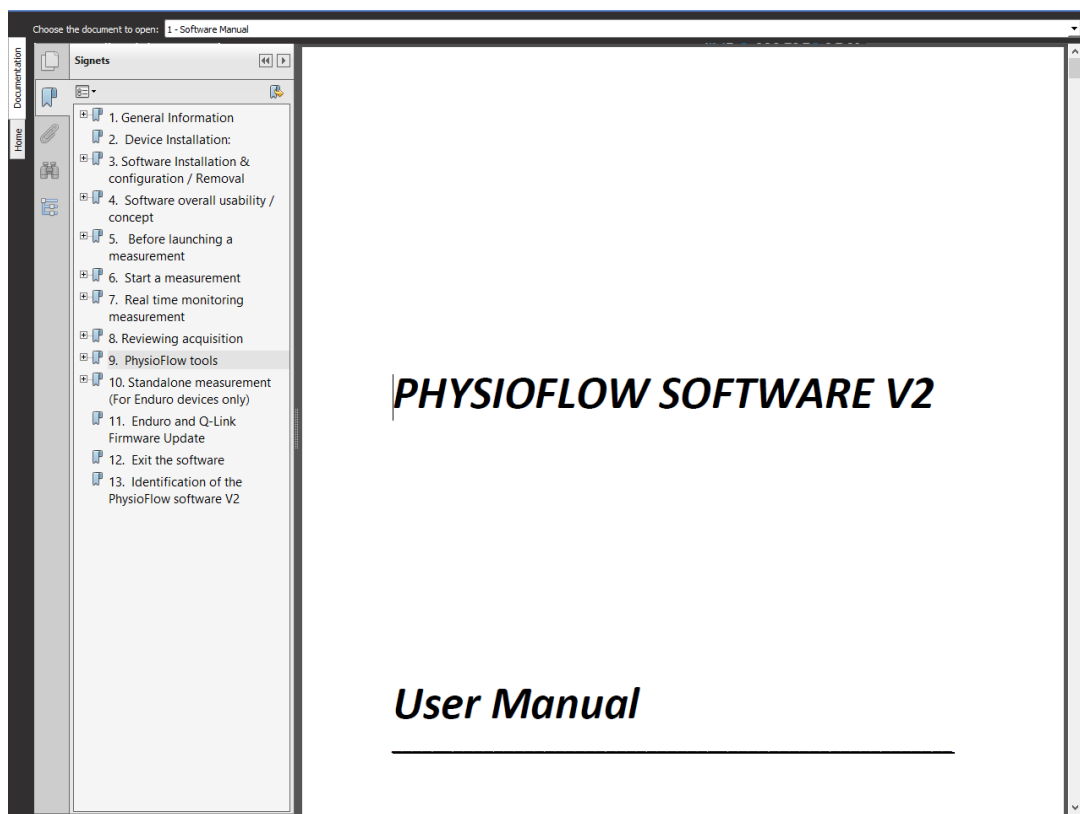 Choose the document to open: 1 - Software Manual
Documentation
Home
Signets
1. General Information
2. Device Installation:
3. Software Installation &
configuration / Removal
4. Software overall usability /
concept
5. Before launching a
measurement
6. Start a measurement
7. Real time monitoring
measurement
8. Reviewing acquisition
9. PhysioFlow tools
10. Standalone measurement
(For Enduro devices only)
11. Enduro and Q-Link
Firmware Update
12. Exit the software
13. Identification of the
PhysioFlow software V2
PHYSIOFLOW SOFTWARE V2
User Manual